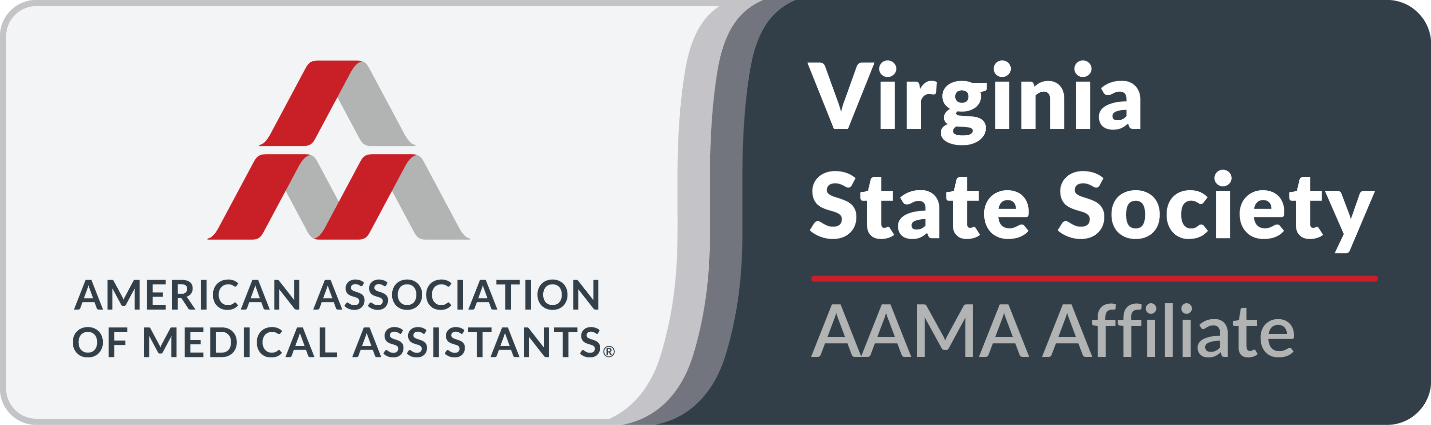 AMERICAN ASSOCIATION
OF MEDICAL ASSISTANTS®
Virginia
State Society
AAMA Affiliate